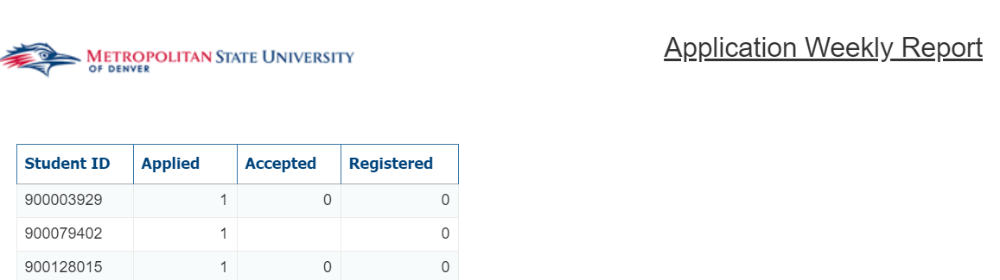 METROPOLITAN STATE UNIVERSITY
OF DENVER
Application Weekly Report
Student ID Applied Accepted Registered
900003929 1 0 0
900079402 1 0
900128015 1 0 0